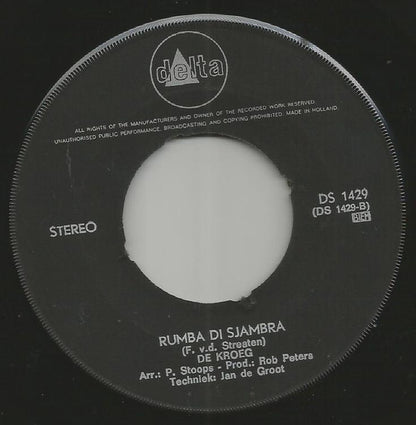 delta
ALL RIGHTS OF THE MANUFACTURERS AND OWNER OF THE RECORDED WORK RESERVED.
UNAUTHORISED PUBLIC PERFORMANCE, BROADCASTING AND COPYING PROHIBITED. MADE IN HOLLAND.
STEREO
DS 1429
(DS 1429-B)
RUMBA DI SJAMBRA
(F. v.d. Streaten)
DE KROEG
Arr.: P. Stoops - Prod.: Rob Peters
Techniek: Jan de Groot